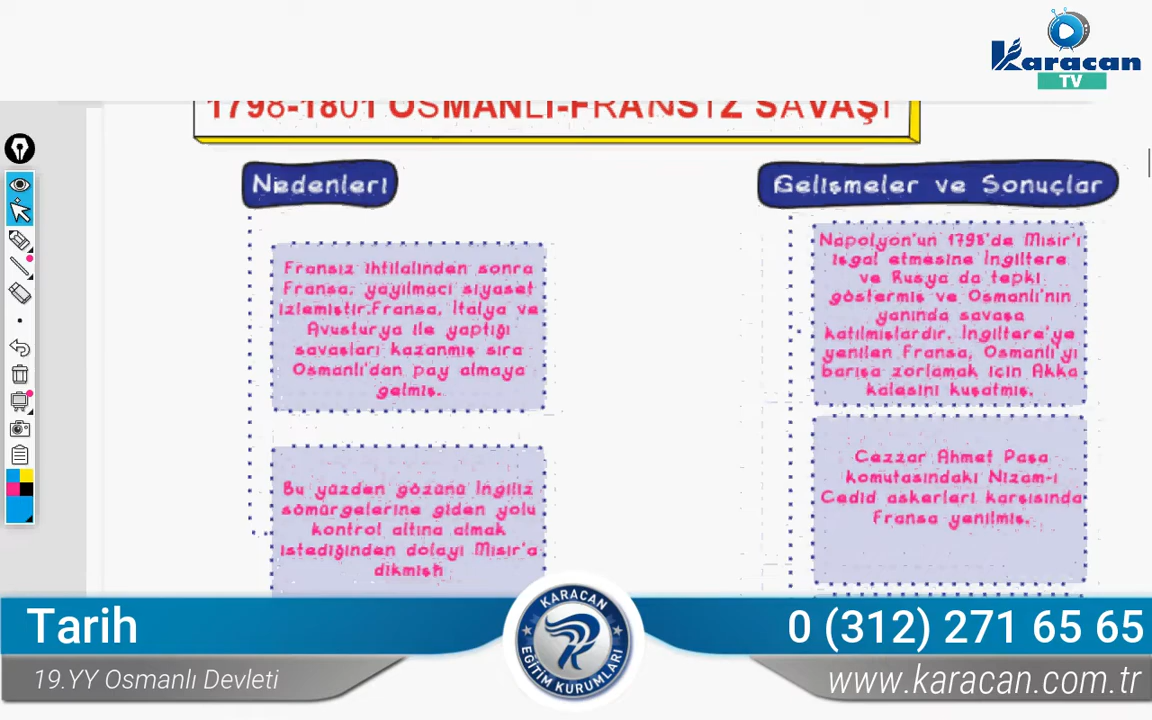 Karacan
TV
1798-1801 OSMANLI-FRANSIZ SAVAŞI
Nedenleri
Fransız ihtilalinden sonra
Fransa, yayılmacı siyaset
izlemiştir.Fransa, İtalya ve
Avusturya ile yaptığı
savaşları kazanmış sıra
Osmanlı'dan pay almaya
gelmiş.
Bu yüzden gözünü İngiliz
sömürgelerine giden yolu
kontrol altına almak
istediğinden dolayı Mısır'a
dikmişti
Gelişmeler ve Sonuçlar
Napolyon'un 1798'de Mısır'ı
işgal etmesine İngiltere
ve Rusya da tepki
göstermiş ve Osmanlı'nın
yanında savaşa
katılmışlardır. İngiltere'ye
yenilen Fransa, Osmanlı'yı
barışa zorlamak için Akka
kalesini kuşatmış.
Cezzar Ahmet Paşa
komutasındaki Nizam-ı
Cedid askerleri karşısında
Fransa yenilmiş.
Tarih
19.YY Osmanlı Devleti
KARACAN
EĞİTİM KURUMLARI
0 (312) 271 65 65
www.karacan.com.tr